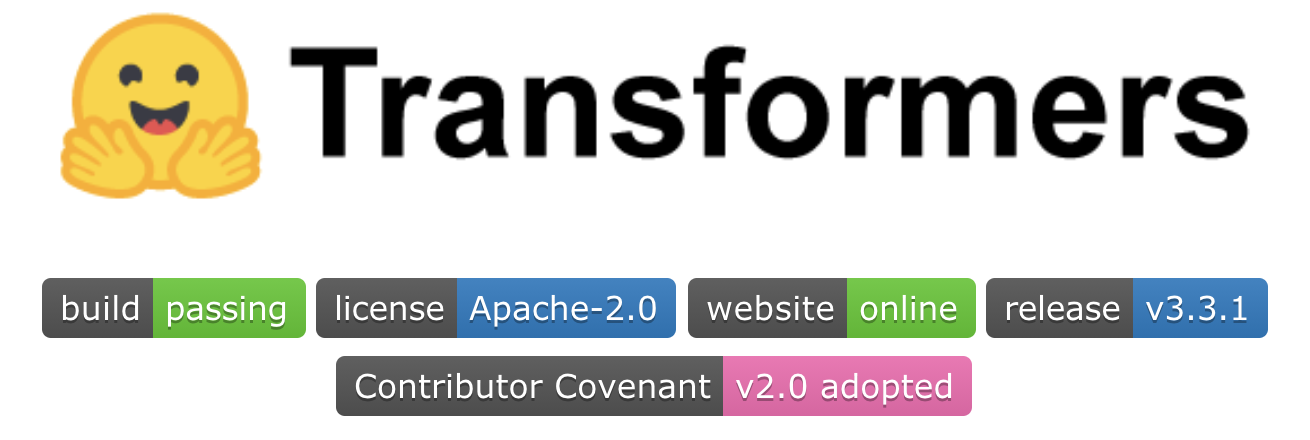 Transformers
build passing license Apache-2.0 website online release v3.3.1
Contributor Covenant v2.0 adopted